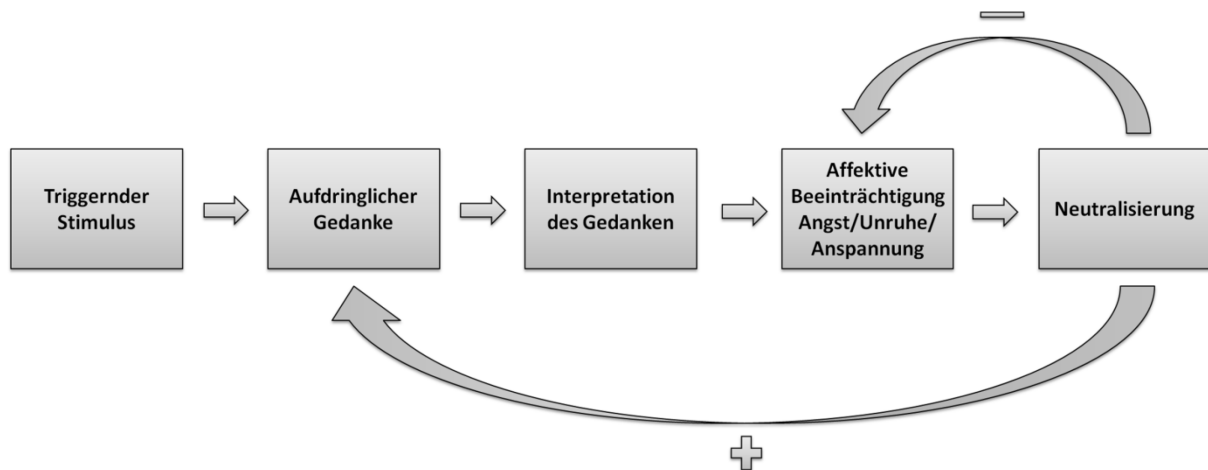 Triggernder
Stimulus
Aufdringlicher
Gedanke
Interpretation
des Gedanken
Affektive
Beeinträchtigung
Angst/Unruhe/
Anspannung
Neutralisierung